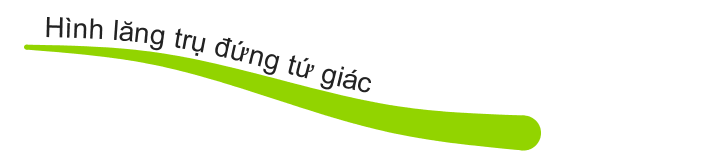 Hình lăng trụ đứng tứ giác